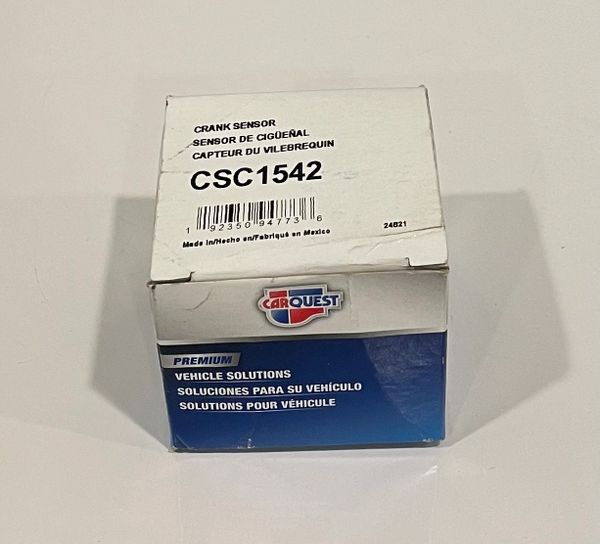 CRANK SENSOR
SENSOR DE CIGÜEÑAL
CAPTEUR DU VILEBREQUIN
CSC1542
1 92350 94773 6
24821
Made in/Hecho en/Fabriqué en Mexico
CARQUEST
PREMIUM
VEHICLE SOLUTIONS
SOLUCIONES PARA SU VEHÍCULO
SOLUTIONS POUR VÉHICULE